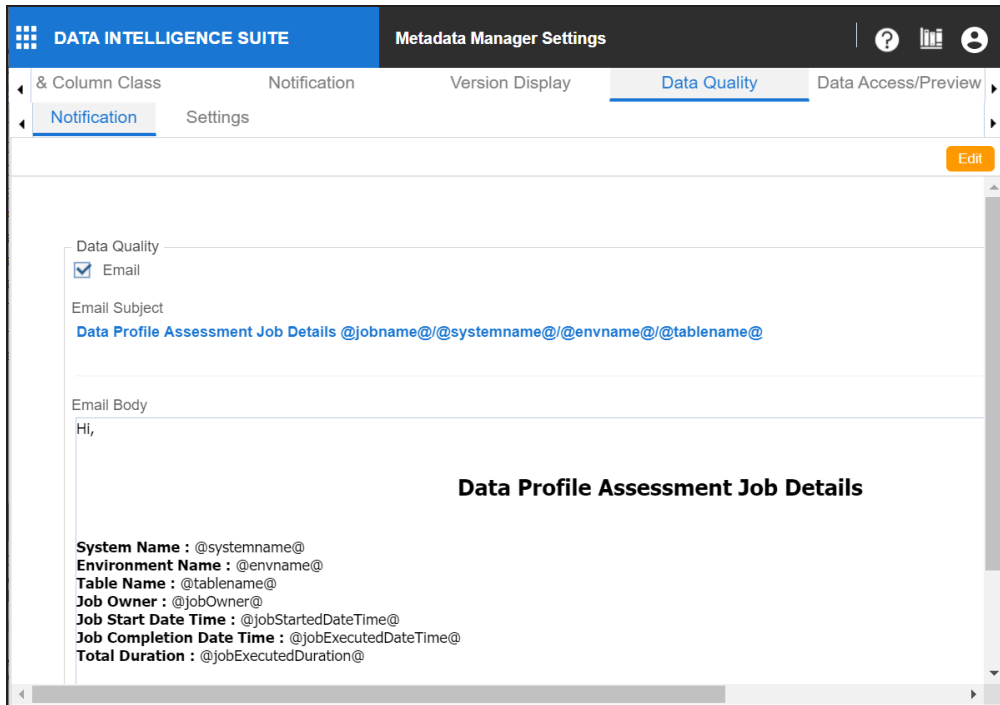 DATA INTELLIGENCE SUITE Metadata Manager Settings
& Column Class Notification Version Display Data Quality Data Access/Preview
Notification Settings
Edit
Data Quality
Email
Email Subject
Data Profile Assessment Job Details @jobname@/@systemname@/@envname@/@tablename@
Email Body
Hi,
Data Profile Assessment Job Details
System Name : @systemname@
Environment Name : @envname@
Table Name : @tablename@
Job Owner : @jobOwner@
Job Start Date Time : @jobStartedDateTime@
Job Completion Date Time : @jobExecutedDateTime@
Total Duration : @jobExecutedDuration@